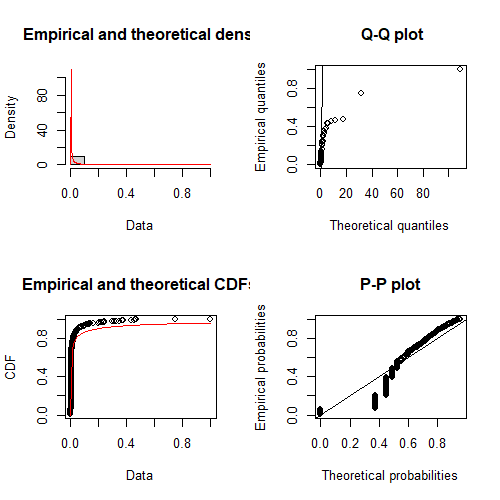 Empirical and theoretical dens
Density
80
40
0
0.0 0.4 0.8
Data
Q-Q plot
Empirical quantiles
0.8
0.4
0.0
0 20 40 60 80
Theoretical quantiles
Empirical and theoretical CDFs
CDF
0.8
0.4
0.0
0.0 0.4 0.8
Data
P-P plot
Empirical probabilities
0.8
0.4
0.0
0.0 0.2 0.4 0.6 0.8
Theoretical probabilities